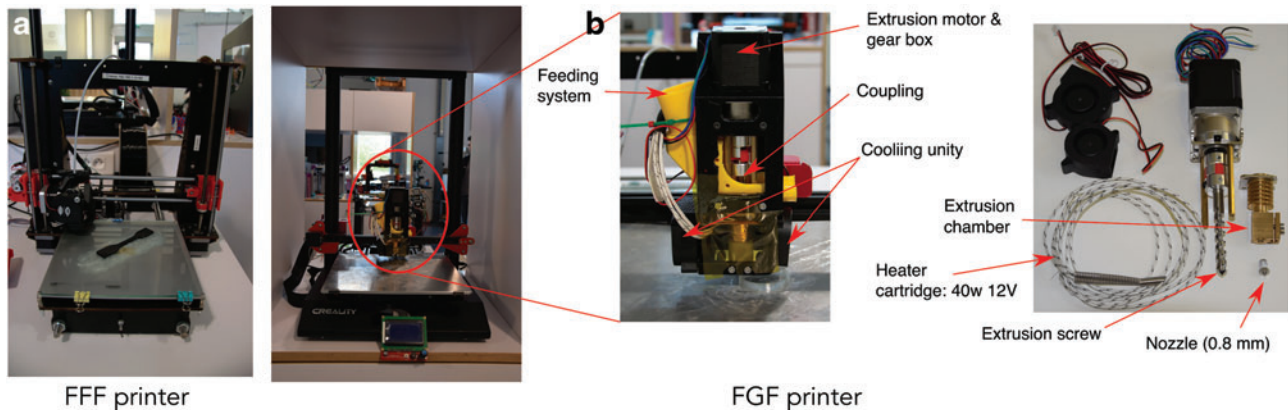 a
b
Extrusion motor &
gear box
Feeding
system
Coupling
Cooliing unity
Extrusion
chamber
Heater
cartridge: 40w 12V
Extrusion screw
Nozzle (0.8 mm)
CREALITY
FFF printer
FGF printer